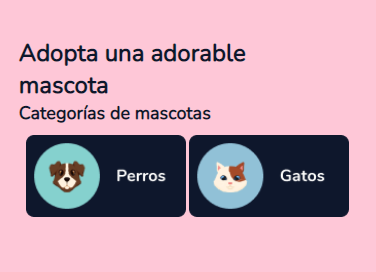 Adopta una adorable
mascota
Categorías de mascotas
Perros
Gatos